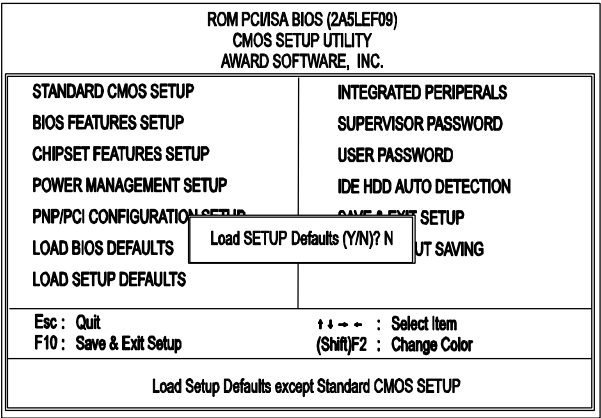 ROM PCI/ISA BIOS (2A5LEF09)
CMOS SETUP UTILITY
AWARD SOFTWARE, INC.
STANDARD CMOS SETUP
BIOS FEATURES SETUP
CHIPSET FEATURES SETUP
POWER MANAGEMENT SETUP
PNP/PCI CONFIGURATION SETUP
LOAD BIOS DEFAULTS
LOAD SETUP DEFAULTS
INTEGRATED PERIPERALS
SUPERVISOR PASSWORD
USER PASSWORD
IDE HDD AUTO DETECTION
SAVE & EXIT SETUP
UT SAVING
Load SETUP Defaults (Y/N)? N
Esc : Quit
F10 : Save & Exit Setup
↑ ↓ → ← : Select Item
(Shift)F2 : Change Color
Load Setup Defaults except Standard CMOS SETUP